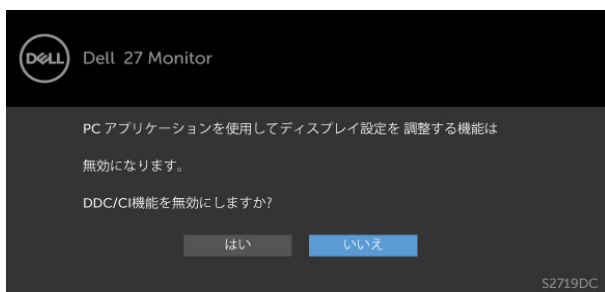 DELL
Dell 27 Monitor
PC アプリケーションを使用してディスプレイ設定を 調整する機能は
無効になります。
DDC/CI機能を無効にしますか?
はい いいえ
S2719DC